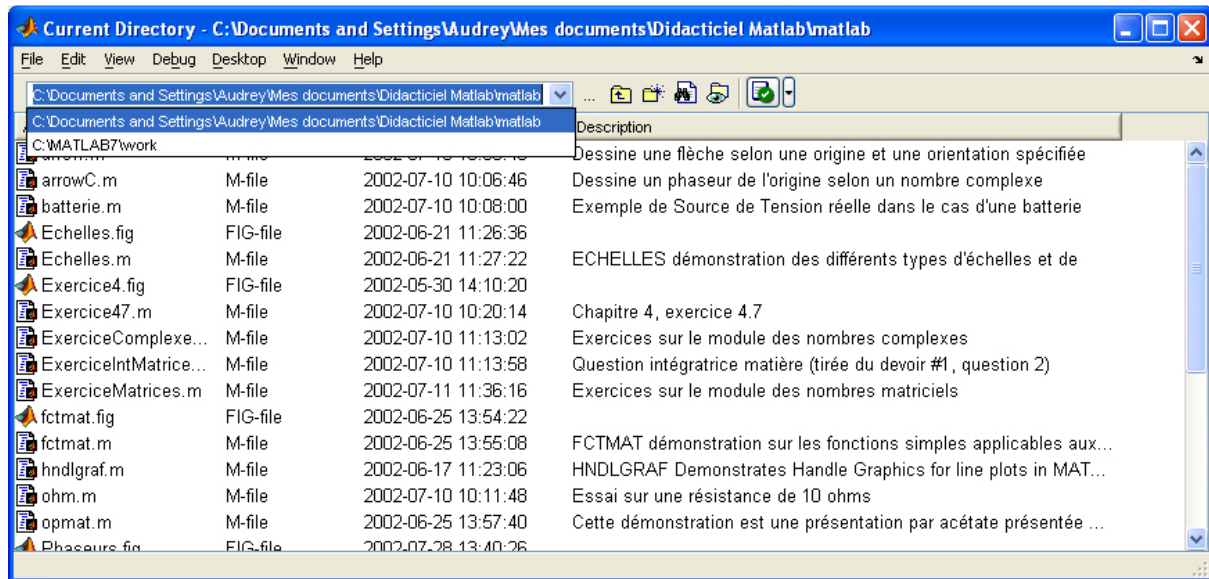 Current Directory - C:\Documents and Settings\Audrey\Mes documents\Didacticiel Matlab\matlab
File Edit View Debug Desktop Window Help
C:\Documents and Settings\Audrey\Mes documents\Didacticiel Matlab\matlab ...
C:\Documents and Settings\Audrey\Mes documents\Didacticiel Matlab\matlab Description
C:\MATLAB7\work
Dessine une flèche selon une origine et une orientation spécifiée
arrowC.m M-file 2002-07-10 10:06:46 Dessine un phaseur de l'origine selon un nombre complexe
batterie.m M-file 2002-07-10 10:08:00 Exemple de Source de Tension réelle dans le cas d'une batterie
Echelles.fig FIG-file 2002-06-21 11:26:36
Echelles.m M-file 2002-06-21 11:27:22 ECHELLES démonstration des différents types d'échelles et de
Exercice4.fig FIG-file 2002-05-30 14:10:20
Exercice47.m M-file 2002-07-10 10:20:14 Chapitre 4, exercice 4.7
ExerciceComplexe... M-file 2002-07-10 11:13:02 Exercices sur le module des nombres complexes
ExerciceIntMatrice... M-file 2002-07-10 11:13:58 Question intégratrice matière (tirée du devoir #1, question 2)
ExerciceMatrices.m M-file 2002-07-11 11:36:16 Exercices sur le module des nombres matriciels
fctmat.fig FIG-file 2002-06-25 13:54:22
fctmat.m M-file 2002-06-25 13:55:08 FCTMAT démonstration sur les fonctions simples applicables aux...
hndlgraf.m M-file 2002-06-17 11:23:06 HNDLGRAF Demonstrates Handle Graphics for line plots in MAT...
ohm.m M-file 2002-07-10 10:11:48 Essai sur une résistance de 10 ohms
opmat.m M-file 2002-06-25 13:57:40 Cette démonstration est une présentation par acétate présentée ...
Phaseurs.fig FIG-file 2002-07-28 13:40:26